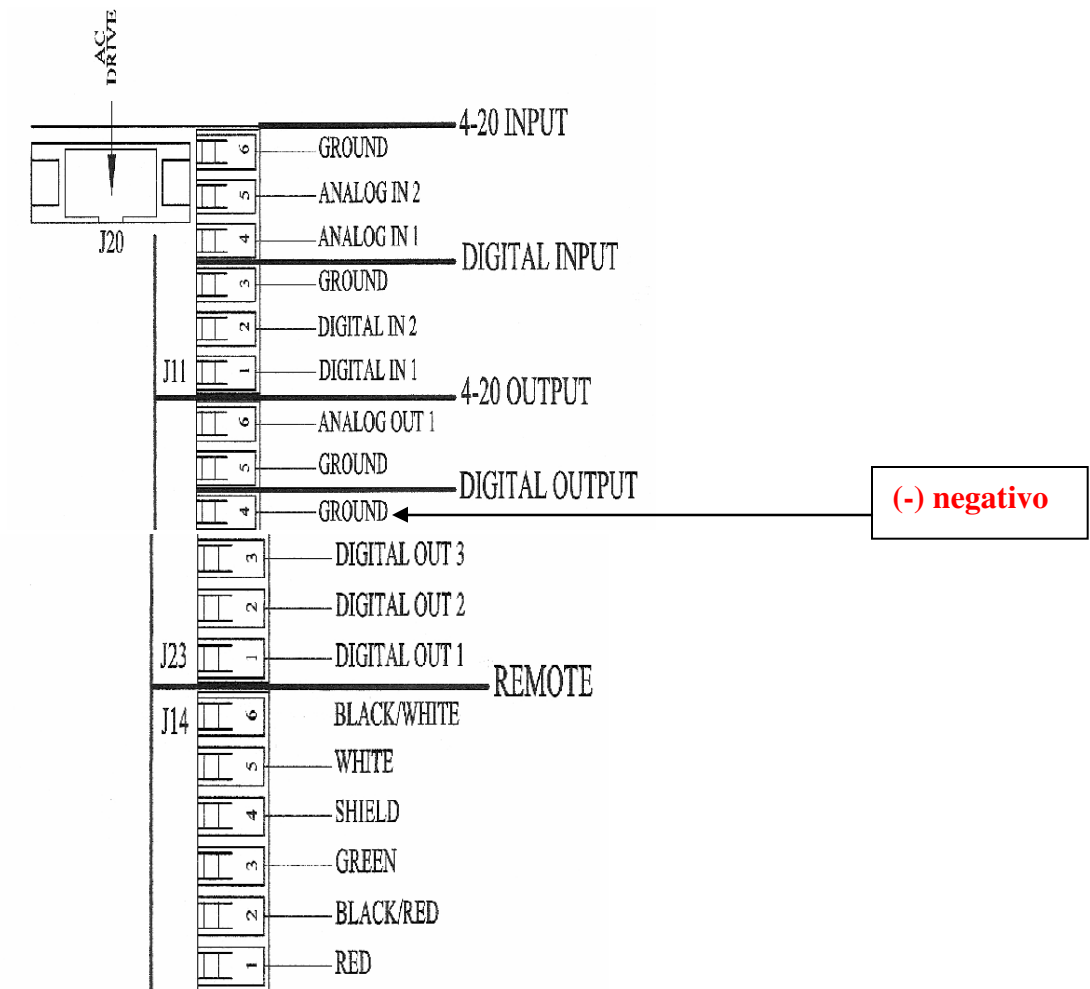 AC
DRIVE
4-20 INPUT
6 GROUND
5 ANALOG IN 2
J20
4 ANALOG IN 1
DIGITAL INPUT
3 GROUND
2 DIGITAL IN 2
J11 1 DIGITAL IN 1
4-20 OUTPUT
6 ANALOG OUT 1
5 GROUND
DIGITAL OUTPUT
4 GROUND
(-) negativo
3 DIGITAL OUT 3
2 DIGITAL OUT 2
J23 1 DIGITAL OUT 1
REMOTE
J14 6 BLACK/WHITE
5 WHITE
4 SHIELD
3 GREEN
2 BLACK/RED
1 RED